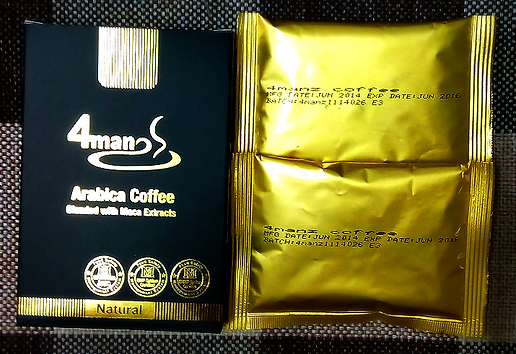 4man
Arabica Coffee
Blended with Maca Extracts
Natural
4manz coffee
MFG DATE:JUN 2014 EXP DATE:JUN 2016
BATCH:4manz1114026 E3
4manz coffee
MFG DATE:JUN 2014 EXP DATE:JUN 2016
BATCH:4manz1114026 E3